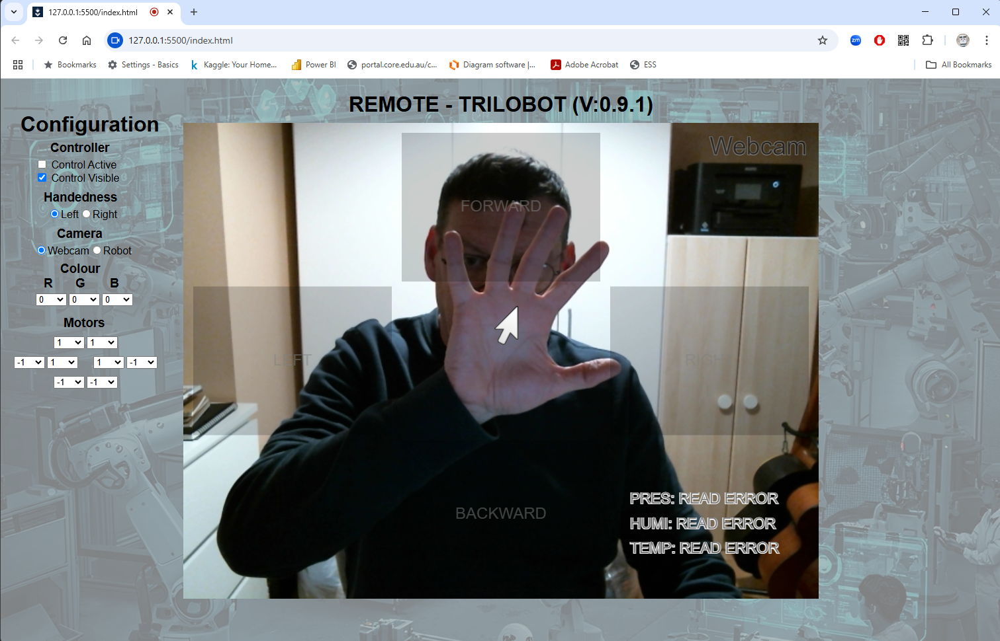 127.0.0.1:5500/index.html
127.0.0.1:5500/index.html
Bookmarks
Settings - Basics
Kaggle: Your Home...
Power BI
portal.core.edu.au/c...
Diagram software |...
Adobe Acrobat
ESS
All Bookmarks
zm
REMOTE - TRILOBOT (V:0.9.1)
Configuration
Controller
Control Active
Control Visible
Handedness
Left Right
Camera
Webcam Robot
Colour
R G B
0 0 0
Motors
1 1
-1 1 1 -1
-1 -1
Webcam
FORWARD
LEFT
RIGHT
BACKWARD
PRES: READ ERROR
HUMI: READ ERROR
TEMP: READ ERROR